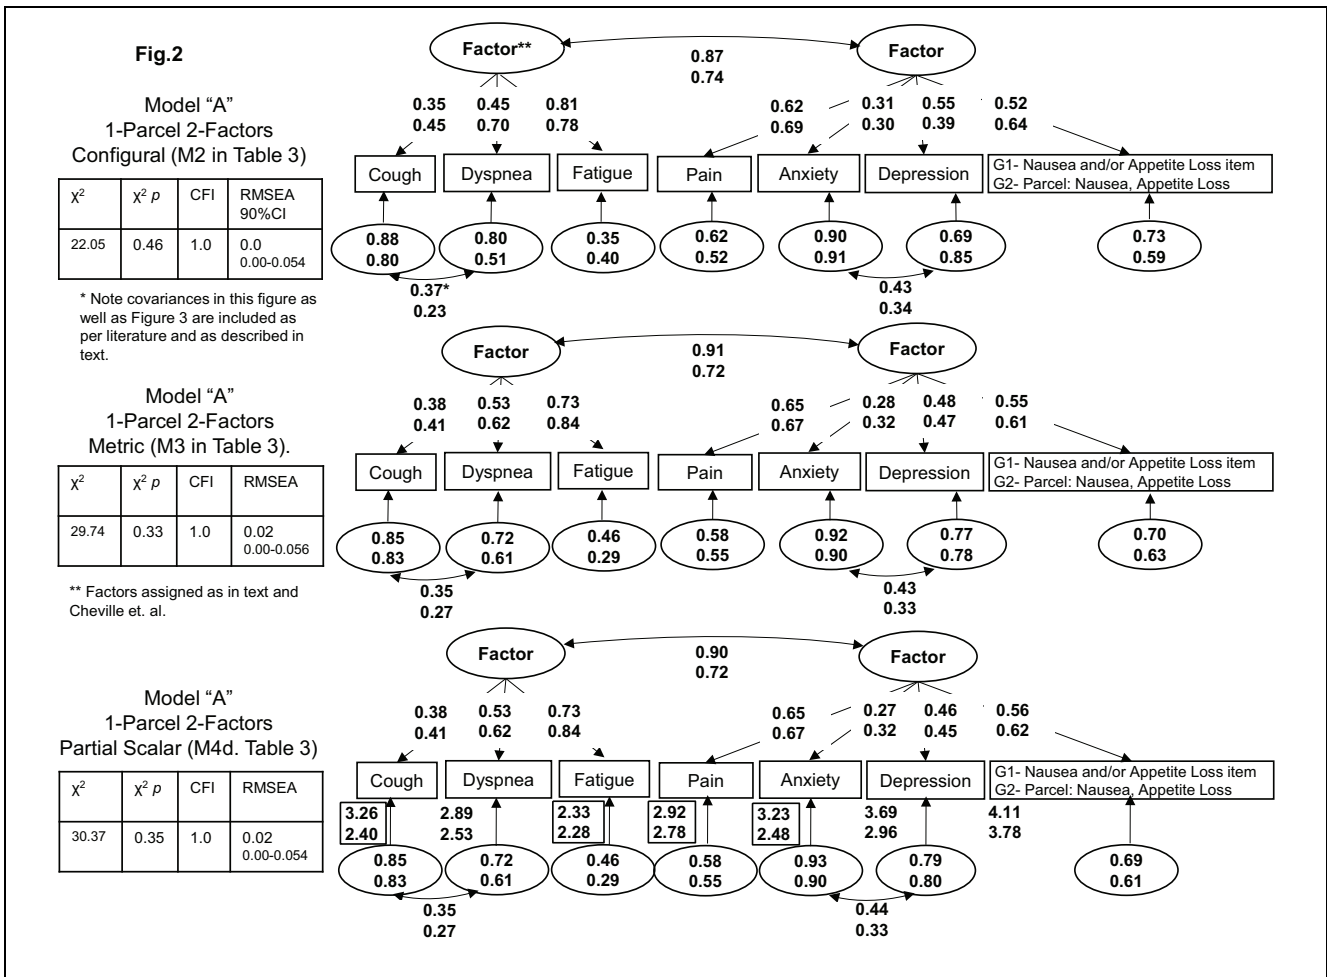 Fig.2
Model “A”
1-Parcel 2-Factors
Configural (M2 in Table 3)
χ² χ² p CFI RMSEA
90%CI
22.05 0.46 1.0 0.0
0.00-0.054
* Note covariances in this figure as
well as Figure 3 are included as
per literature and as described in
text.
Factor** Factor
0.87
0.74
0.35 0.45 0.81 0.62 0.31 0.55 0.52
0.45 0.70 0.78 0.69 0.30 0.39 0.64
Cough Dyspnea Fatigue Pain Anxiety Depression
G1- Nausea and/or Appetite Loss item
G2- Parcel: Nausea, Appetite Loss
0.88 0.80 0.35 0.62 0.90 0.69 0.73
0.80 0.51 0.40 0.52 0.91 0.85 0.59
0.37* 0.43
0.23 0.34
Model “A”
1-Parcel 2-Factors
Metric (M3 in Table 3).
χ² χ² p CFI RMSEA
29.74 0.33 1.0 0.02
0.00-0.056
** Factors assigned as in text and
Cheville et. al.
Factor Factor
0.91
0.72
0.38 0.53 0.73 0.65 0.28 0.48 0.55
0.41 0.62 0.84 0.67 0.32 0.47 0.61
Cough Dyspnea Fatigue Pain Anxiety Depression
G1- Nausea and/or Appetite Loss item
G2- Parcel: Nausea, Appetite Loss
0.85 0.72 0.46 0.58 0.92 0.77 0.70
0.83 0.61 0.29 0.55 0.90 0.78 0.63
0.35 0.43
0.27 0.33
Model “A”
1-Parcel 2-Factors
Partial Scalar (M4d. Table 3)
χ² χ² p CFI RMSEA
30.37 0.35 1.0 0.02
0.00-0.054
Factor Factor
0.90
0.72
0.38 0.53 0.73 0.65 0.27 0.46 0.56
0.41 0.62 0.84 0.67 0.32 0.45 0.62
Cough Dyspnea Fatigue Pain Anxiety Depression
G1- Nausea and/or Appetite Loss item
G2- Parcel: Nausea, Appetite Loss
3.26 2.89 2.33 2.92 3.23 3.69 4.11
2.40 2.53 2.28 2.78 2.48 2.96 3.78
0.85 0.72 0.46 0.58 0.93 0.79 0.69
0.83 0.61 0.29 0.55 0.90 0.80 0.61
0.35 0.44
0.27 0.33